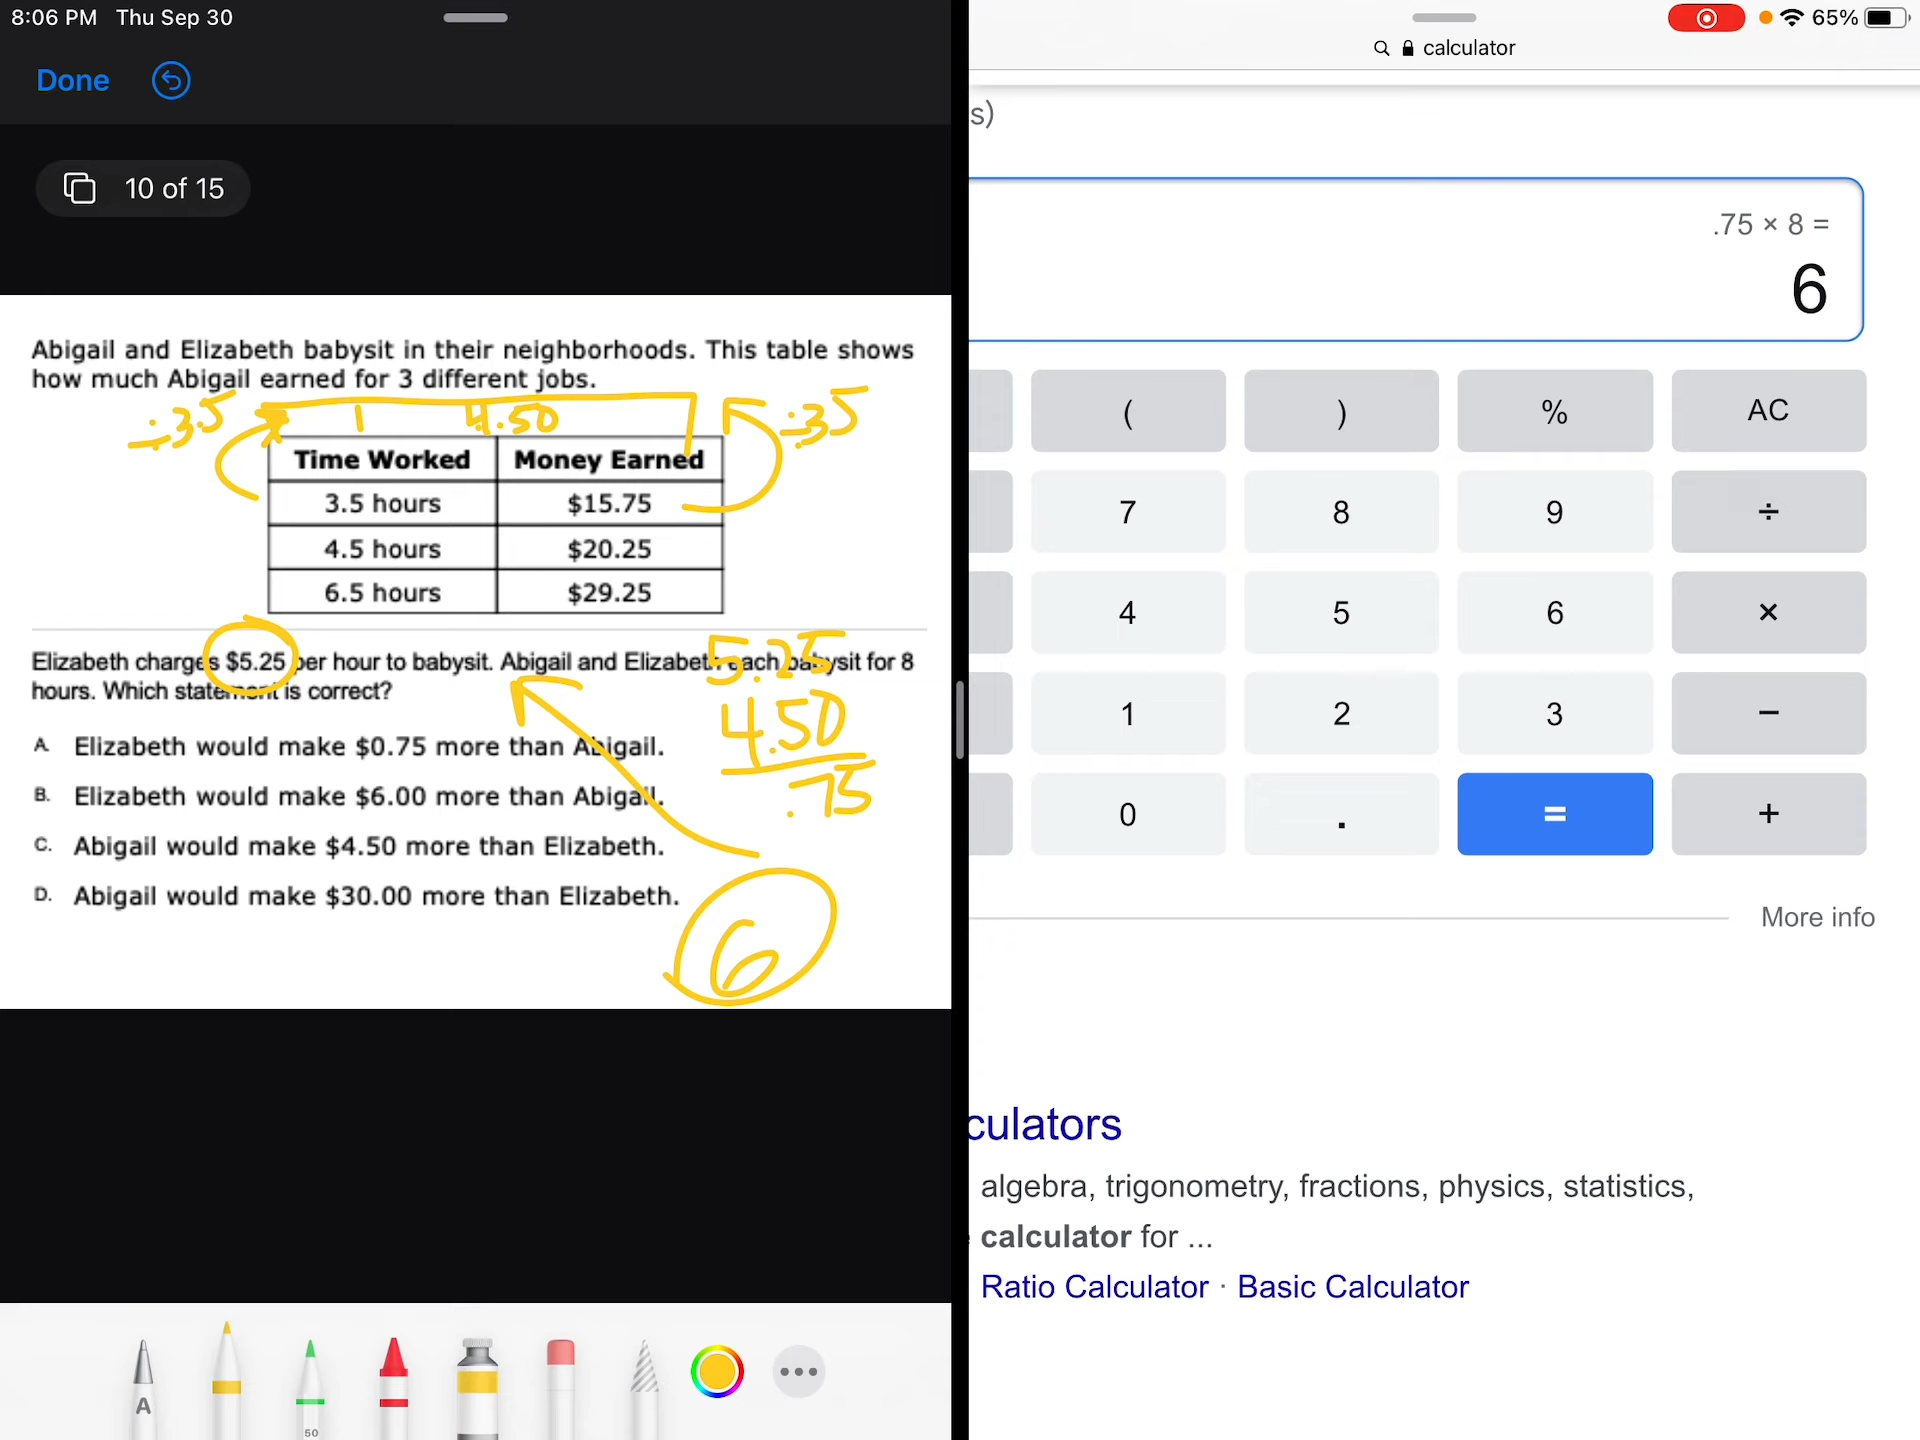 8:06 PM Thu Sep 30
Done
10 of 15
Abigail and Elizabeth babysit in their neighborhoods. This table shows
how much Abigail earned for 3 different jobs.
÷3.5 1 4.50 ÷35
Time Worked Money Earned
3.5 hours $15.75
4.5 hours $20.25
6.5 hours $29.25
Elizabeth charges $5.25 per hour to babysit. Abigail and Elizabeth each babysit for 8
hours. Which statement is correct?
A. Elizabeth would make $0.75 more than Abigail.
B. Elizabeth would make $6.00 more than Abigail.
C. Abigail would make $4.50 more than Elizabeth.
D. Abigail would make $30.00 more than Elizabeth.
5.25
4.50
.75
6
A
50
65%
calculator
s)
.75 × 8 =
6
( ) % AC
7 8 9 ÷
4 5 6 ×
1 2 3 −
0 . = +
More info
culators
algebra, trigonometry, fractions, physics, statistics,
calculator for ...
Ratio Calculator · Basic Calculator